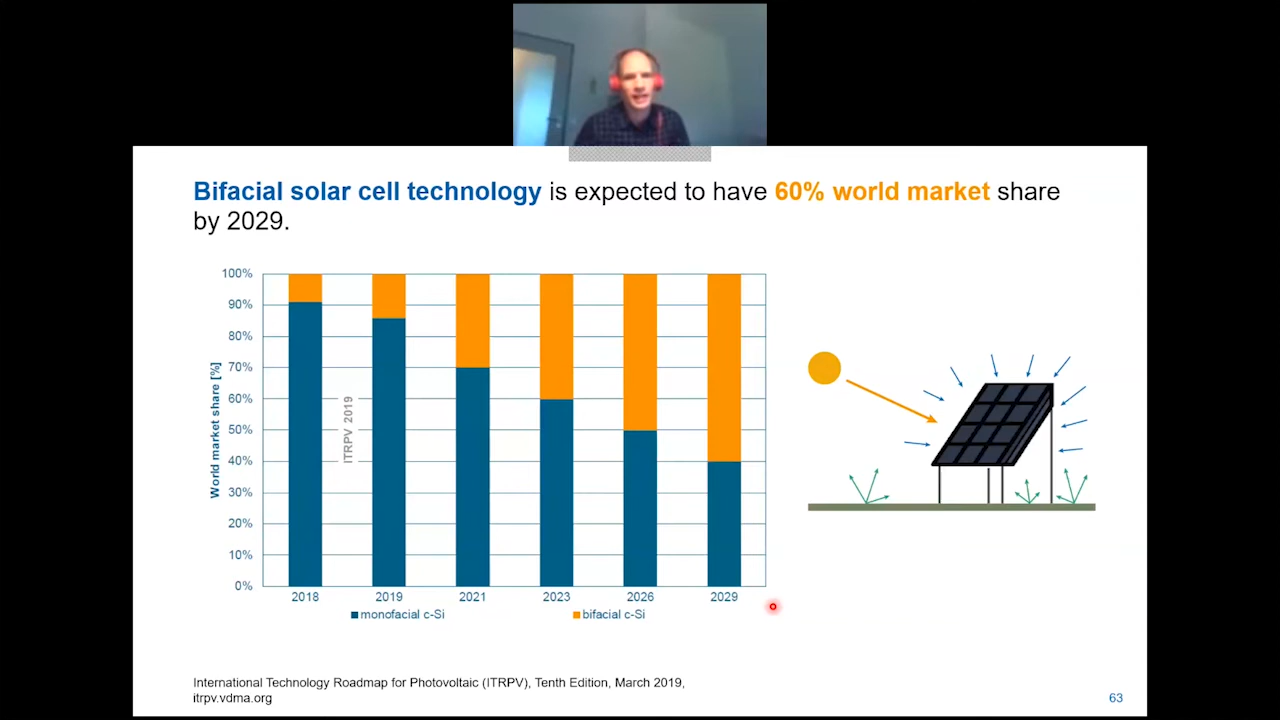 Bifacial solar cell technology is expected to have 60% world market share
by 2029.
100%
90%
80%
70%
60%
50%
40%
30%
20%
10%
0%
World market share [%]
ITRPV 2019
2018 2019 2021 2023 2026 2029
monofacial c-Si bifacial c-Si
International Technology Roadmap for Photovoltaic (ITRPV), Tenth Edition, March 2019,
itrpv.vdma.org
63